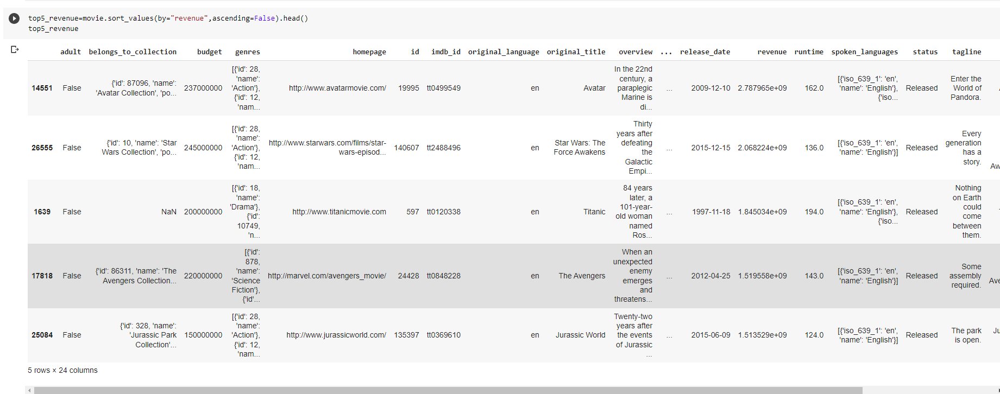 top5_revenue=movie.sort_values(by="revenue",ascending=False).head()
top5_revenue
adult belongs_to_collection budget genres homepage id imdb_id original_language original_title overview ... release_date revenue runtime spoken_languages status tagline
14551 False {'id': 87096, 'name': 'Avatar Collection', 'po... 237000000 [{'id': 28, 'name': 'Action'}, {'id': 12, 'nam... http://www.avatarmovie.com/ 19995 tt0499549 en Avatar In the 22nd century, a paraplegic Marine is di... ... 2009-12-10 2.787965e+09 162.0 [{'iso_639_1': 'en', 'name': 'English'}, {'iso... Released Enter the World of Pandora.
26555 False {'id': 10, 'name': 'Star Wars Collection', 'po... 245000000 [{'id': 28, 'name': 'Action'}, {'id': 12, 'nam... http://www.starwars.com/films/star-wars-episod... 140607 tt2488496 en Star Wars: The Force Awakens Thirty years after defeating the Galactic Empi... ... 2015-12-15 2.068224e+09 136.0 [{'iso_639_1': 'en', 'name': 'English'}] Released Every generation has a story. Aw
1639 False NaN 200000000 [{'id': 18, 'name': 'Drama'}, {'id': 10749, 'n... http://www.titanicmovie.com 597 tt0120338 en Titanic 84 years later, a 101-year-old woman named Ros... ... 1997-11-18 1.845034e+09 194.0 [{'iso_639_1': 'en', 'name': 'English'}, {'iso... Released Nothing on Earth could come between them.
17818 False {'id': 86311, 'name': 'The Avengers Collection... 220000000 [{'id': 878, 'name': 'Science Fiction'}, {'id'... http://marvel.com/avengers_movie/ 24428 tt0848228 en The Avengers When an unexpected enemy emerges and threatens... ... 2012-04-25 1.519558e+09 143.0 [{'iso_639_1': 'en', 'name': 'English'}] Released Some assembly required. Ave
25084 False {'id': 328, 'name': 'Jurassic Park Collection'... 150000000 [{'id': 28, 'name': 'Action'}, {'id': 12, 'nam... http://www.jurassicworld.com/ 135397 tt0369610 en Jurassic World Twenty-two years after the events of Jurassic ... ... 2015-06-09 1.513529e+09 124.0 [{'iso_639_1': 'en', 'name': 'English'}] Released The park is open. Ju
5 rows × 24 columns